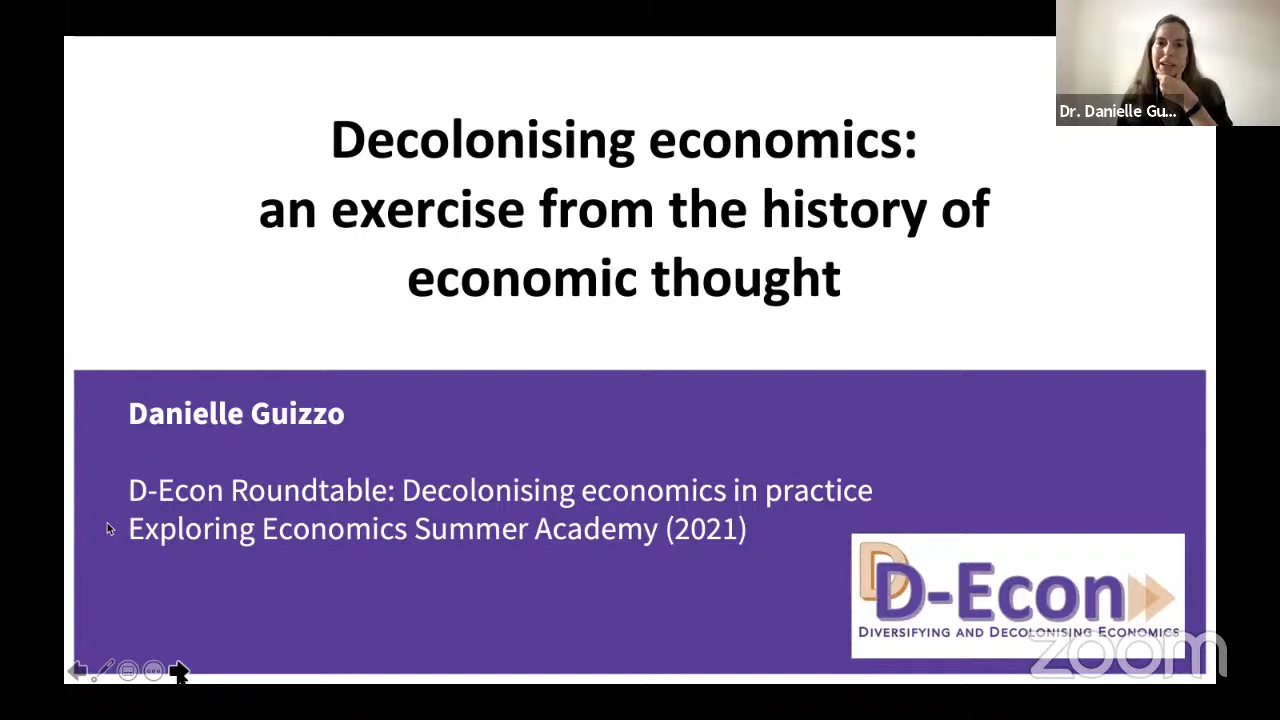 Dr. Danielle Gu...
Decolonising economics:
an exercise from the history of
economic thought
Danielle Guizzo
D-Econ Roundtable: Decolonising economics in practice
Exploring Economics Summer Academy (2021)
D D-Econ
DIVERSIFYING AND DECOLONISING ECONOMICS
zoom